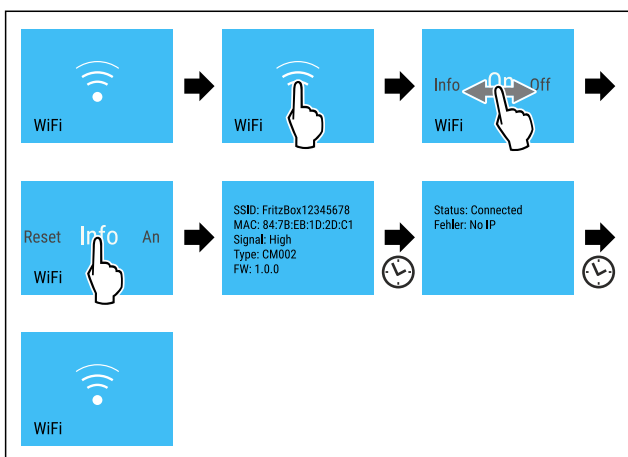 WiFi
WiFi
Info On Off
WiFi
Reset Info An
WiFi
SSID: FritzBox12345678
MAC: 84:7B:EB:1D:2D:C1
Signal: High
Type: CM002
FW: 1.0.0
Status: Connected
Fehler: No IP
WiFi